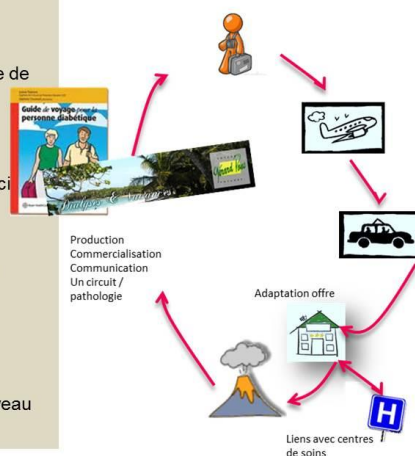 e de
Guide de voyage pour la
personne diabétique
ci
Production
Commercialisation
Communication
Un circuit /
pathologie
Adaptation offre
H
Liens avec centres
de soins
eau